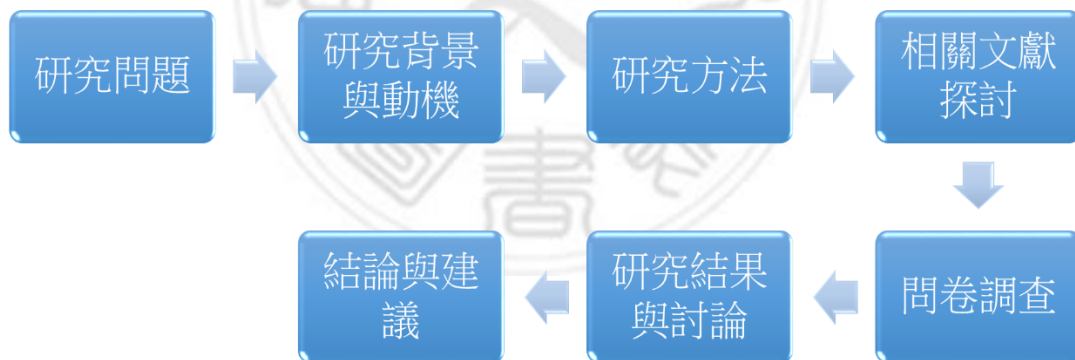 研究問題
研究背景
與動機
研究方法
相關文獻
探討
問卷調查
研究結果
與討論
結論與建
議
書